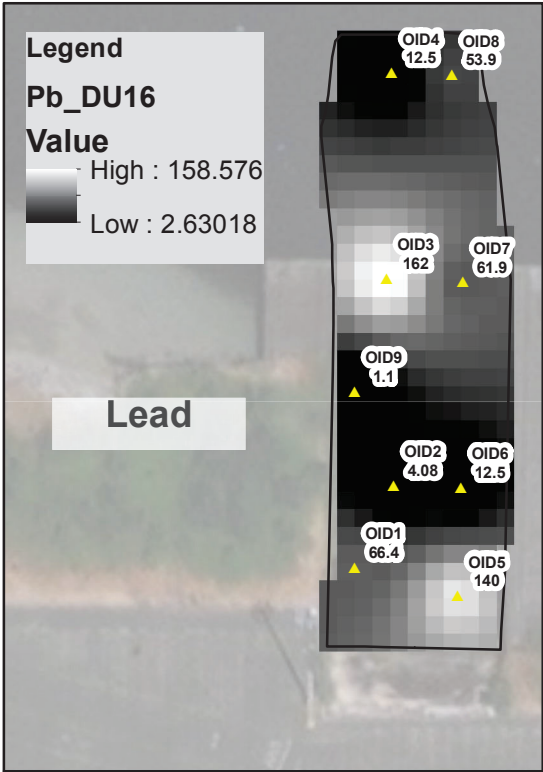 Legend
Pb_DU16
Value
High : 158.576
Low : 2.63018
OID4
12.5
OID8
53.9
OID3
162
OID7
61.9
OID9
1.1
Lead
OID2
4.08
OID6
12.5
OID1
66.4
OID5
140